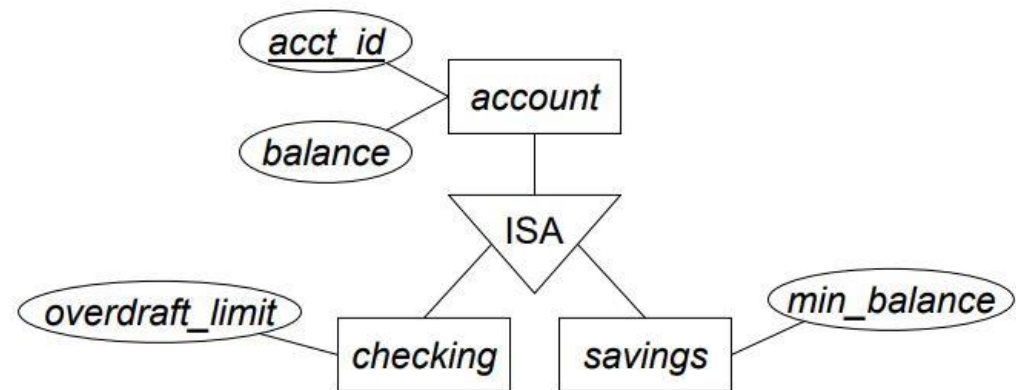 acct_id
account
balance
ISA
overdraft_limit
min_balance
checking
savings